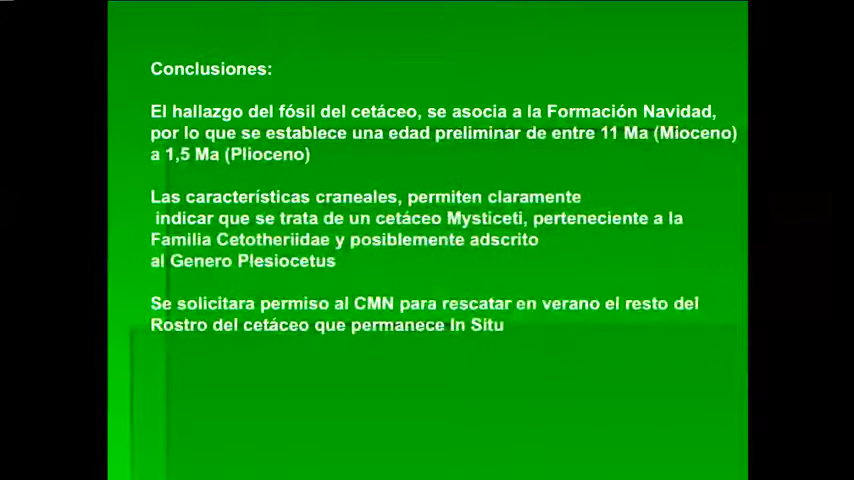 Conclusiones:
El hallazgo del fósil del cetáceo, se asocia a la Formación Navidad,
por lo que se establece una edad preliminar de entre 11 Ma (Mioceno)
a 1,5 Ma (Plioceno)
Las características craneales, permiten claramente
indicar que se trata de un cetáceo Mysticeti, perteneciente a la
Familia Cetotheriidae y posiblemente adscrito
al Genero Plesiocetus
Se solicitara permiso al CMN para rescatar en verano el resto del
Rostro del cetáceo que permanece In Situ